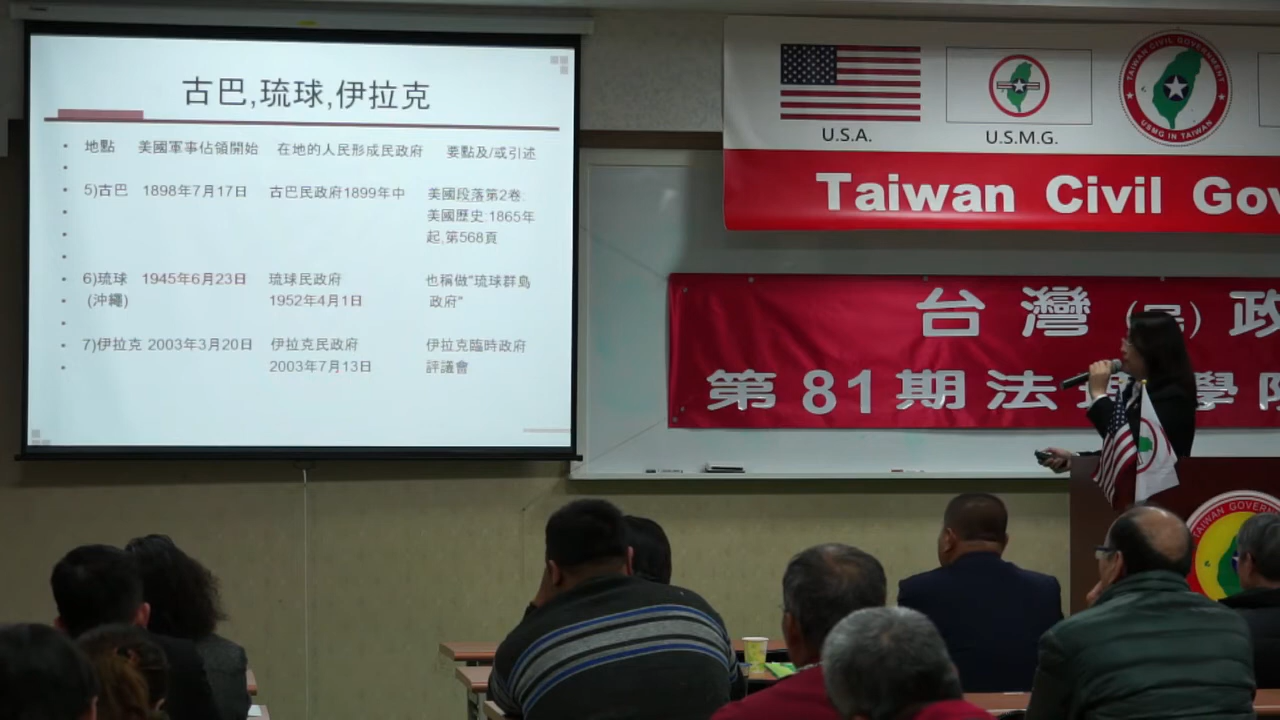 古巴,琉球,伊拉克
地點 美國軍事佔領開始 在地的人民形成民政府 要點及/或引述
5)古巴 1898年7月17日 古巴民政府1899年中 美國段落第2卷:
美國歷史:1865年
起,第568頁
6)琉球 1945年6月23日 琉球民政府 也稱做"琉球群島
(沖繩) 1952年4月1日 政府"
7)伊拉克 2003年3月20日 伊拉克民政府 伊拉克臨時政府
2003年7月13日 評議會
U.S.A.
U.S.M.G.
TAIWAN CIVIL GOVERNMENT
USMG IN TAIWAN
Taiwan Civil Gov
台灣(民)政
第81期法理學
TAIWAN GOVERN